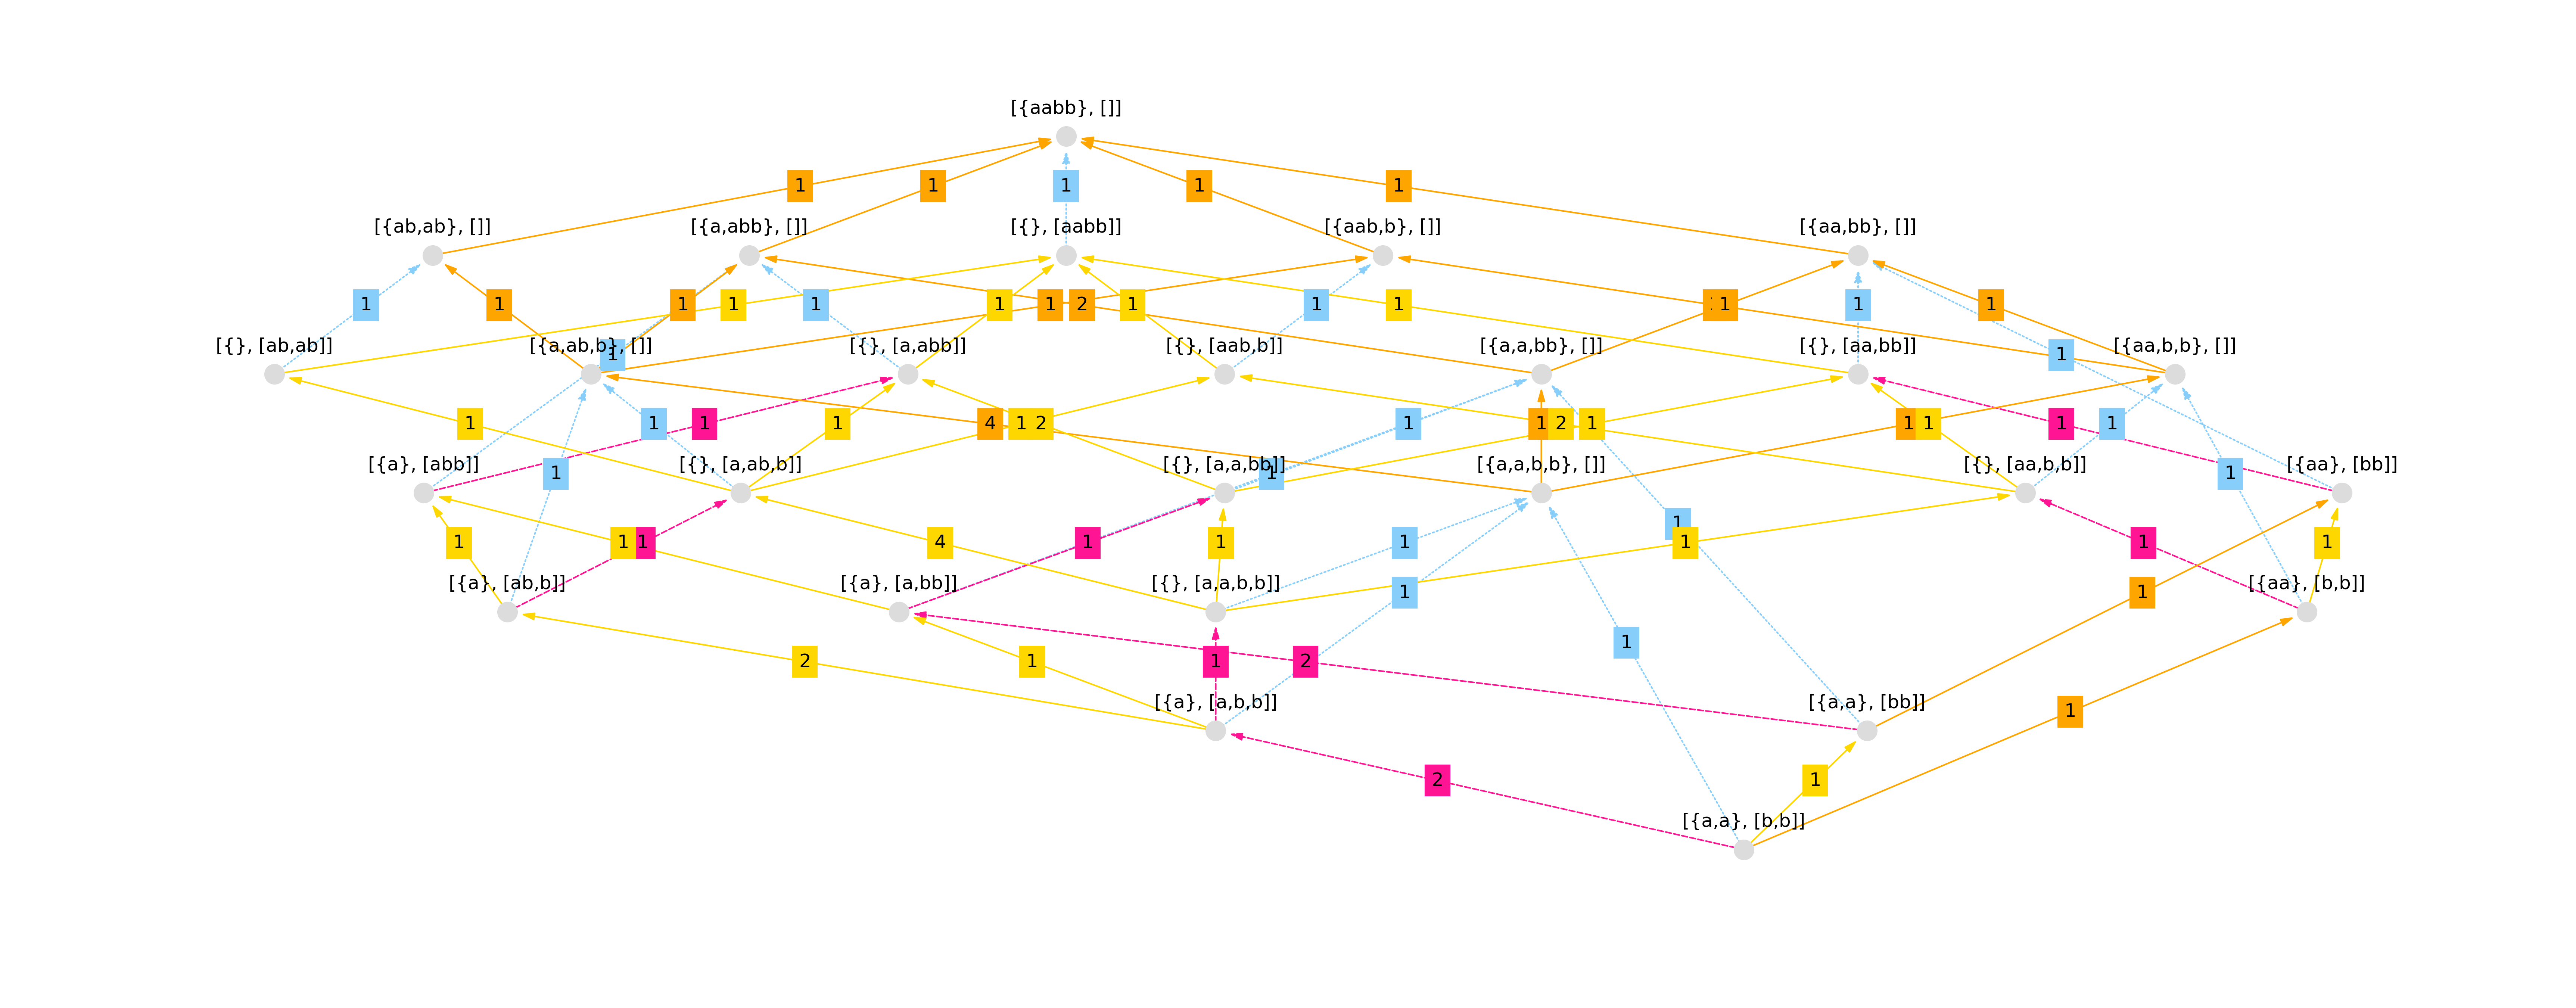 [{aabb}, []]
1 1 1 1 1
[{ab,ab}, []] [{a,abb}, []] [{}, [aabb]] [{aab,b}, []] [{aa,bb}, []]
1 1 1 1 1 1 1 2 1 1 1 1 1 1
[{}, [ab,ab]] [{a,ab,b}, []] [{}, [a,abb]] [{}, [aab,b]] [{a,a,bb}, []] [{}, [aa,bb]] [{aa,b,b}, []]
1 1
1 1 1 1 4 1 2 1 1 2 1 1 1 1 1
[{a}, [abb]] [{}, [a,ab,b]] [{}, [a,a,bb]] [{a,a,b,b}, []] [{}, [aa,b,b]] [{aa}, [bb]]
1 1 1
1
1 1 1 4 1 1 1 1 1 1
[{a}, [ab,b]] [{a}, [a,bb]] [{}, [a,a,b,b]] [{aa}, [b,b]]
1 1
1
2 1 1 2
[{a}, [a,b,b]] [{a,a}, [bb]]
1
2 1
[{a,a}, [b,b]]